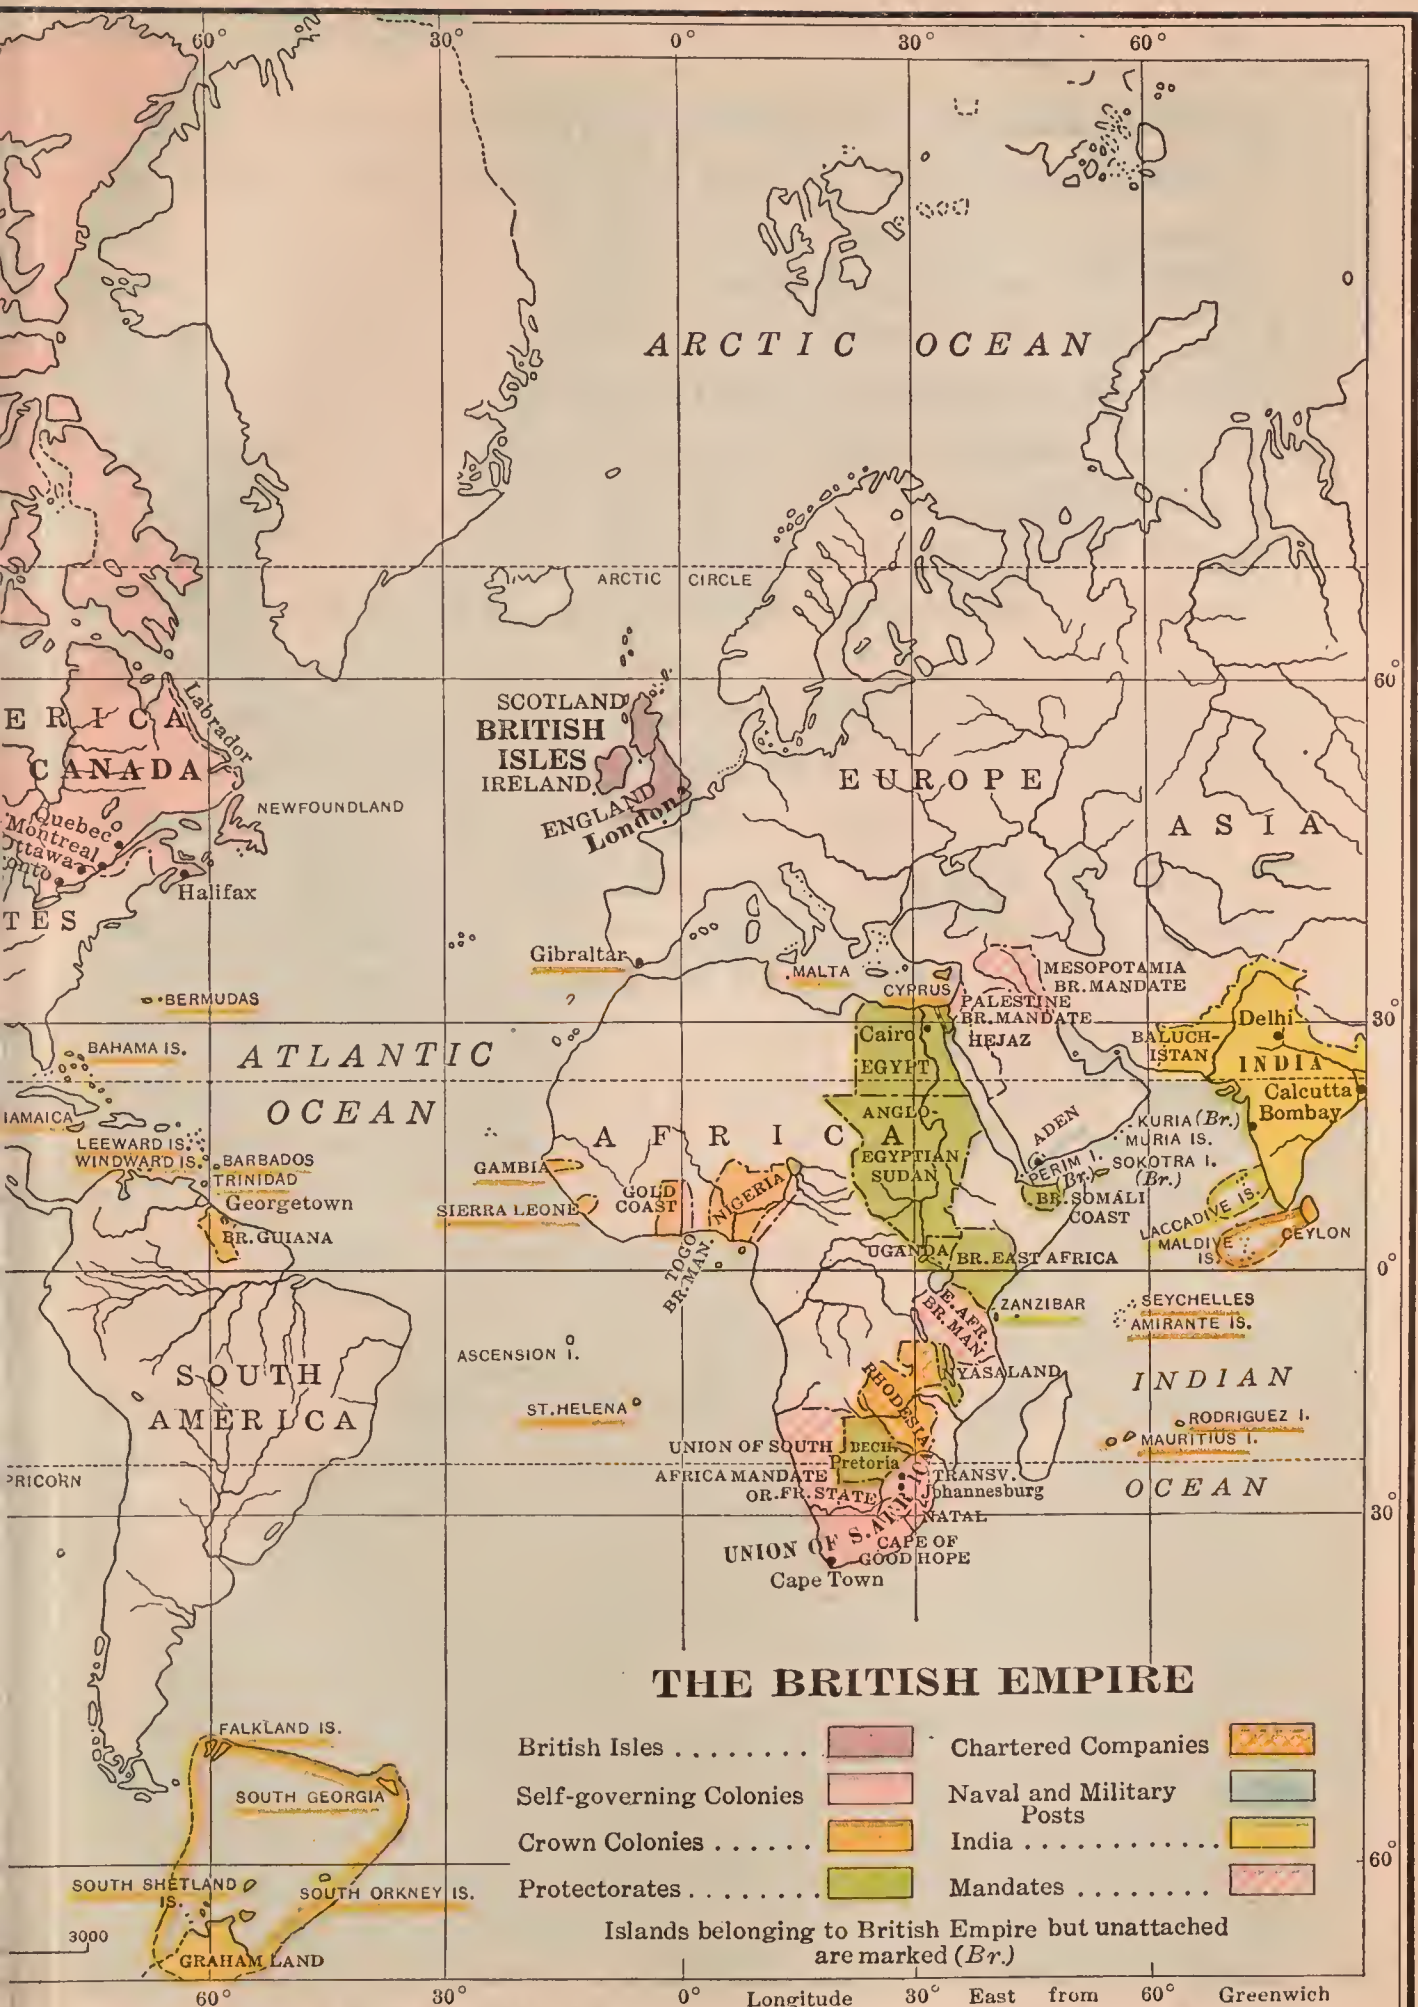 60° 30° 0° 30° 60°
ARCTIC OCEAN
ARCTIC CIRCLE
60°
SCOTLAND
BRITISH
ISLES
IRELAND
ENGLAND
London
ERICA
Labrador
CANADA
NEWFOUNDLAND
Quebec
Montreal
Ottawa
onto
Halifax
TES
EUROPE
ASIA
Gibraltar
MALTA
CYPRUS
MESOPOTAMIA
BR. MANDATE
PALESTINE
BR. MANDATE
HEJAZ
BERMUDAS
30°
BAHAMA IS.
ATLANTIC
OCEAN
Cairo
EGYPT
BALUCH-
ISTAN
Delhi
INDIA
Calcutta
Bombay
JAMAICA
LEEWARD IS.
WINDWARD IS.
BARBADOS
TRINIDAD
Georgetown
BR. GUIANA
AFRICA
ANGLO-
EGYPTIAN
SUDAN
ADEN
KURIA (Br.)
MURIA IS.
PERIM I.
(Br.)
SOKOTRA I.
(Br.)
BR. SOMALI
COAST
GAMBIA
SIERRA LEONE
GOLD
COAST
NIGERIA
TOGO
BR. MAN.
LACCADIVE IS.
MALDIVE
IS.
CEYLON
UGANDA
BR. EAST AFRICA
0°
E. AFR.
BR. MAN.
ZANZIBAR
SEYCHELLES
AMIRANTE IS.
ASCENSION I.
SOUTH
AMERICA
ST. HELENA
NYASALAND
RHODESIA
INDIAN
OCEAN
RODRIGUEZ I.
MAURITIUS I.
PRICORN
UNION OF SOUTH
AFRICA MANDATE
BECH.
Pretoria
TRANSV.
Johannesburg
OR. FR. STATE
NATAL
30°
UNION OF S. AFRICA
CAPE OF
GOOD HOPE
Cape Town
THE BRITISH EMPIRE
British Isles ........
Self-governing Colonies
Crown Colonies ......
Protectorates ........
Chartered Companies
Naval and Military
Posts
India ............
Mandates ........
Islands belonging to British Empire but unattached
are marked (Br.)
FALKLAND IS.
SOUTH GEORGIA
60°
SOUTH SHETLAND
IS.
SOUTH ORKNEY IS.
3000
GRAHAM LAND
60° 30° 0° Longitude 30° East from 60° Greenwich